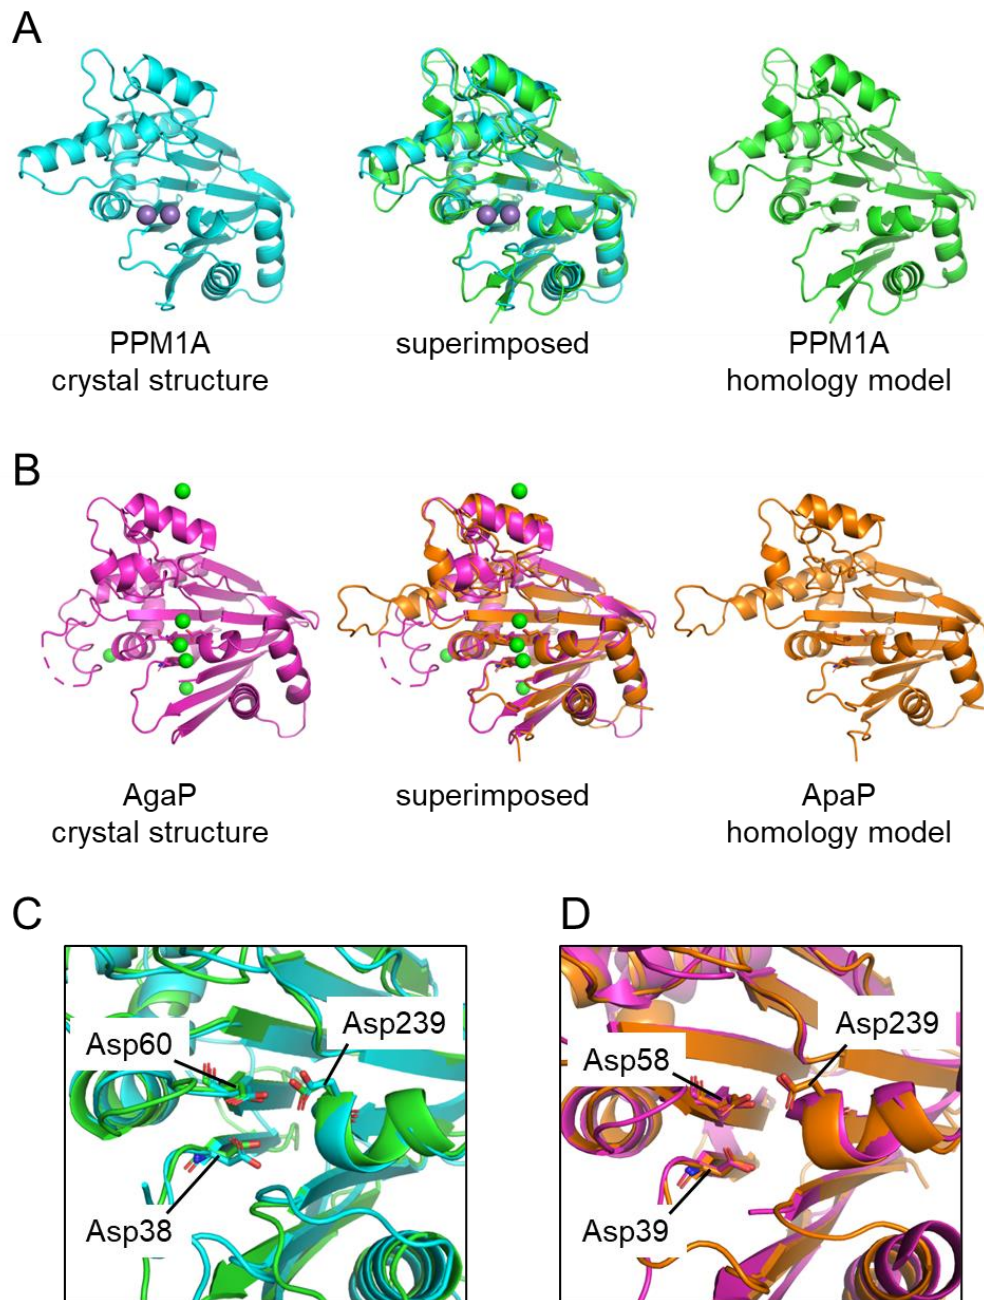 A
PPM1A
crystal structure
superimposed
PPM1A
homology model
B
AgaP
crystal structure
superimposed
ApaP
homology model
C
Asp60
Asp239
Asp38
D
Asp58
Asp239
Asp39